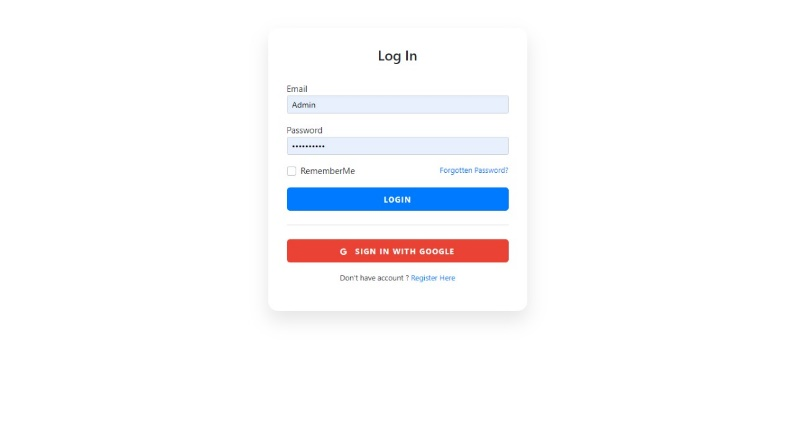 Log In
Email
Admin
Password
••••••••••
RememberMe Forgotten Password?
LOGIN
G SIGN IN WITH GOOGLE
Don't have account ? Register Here